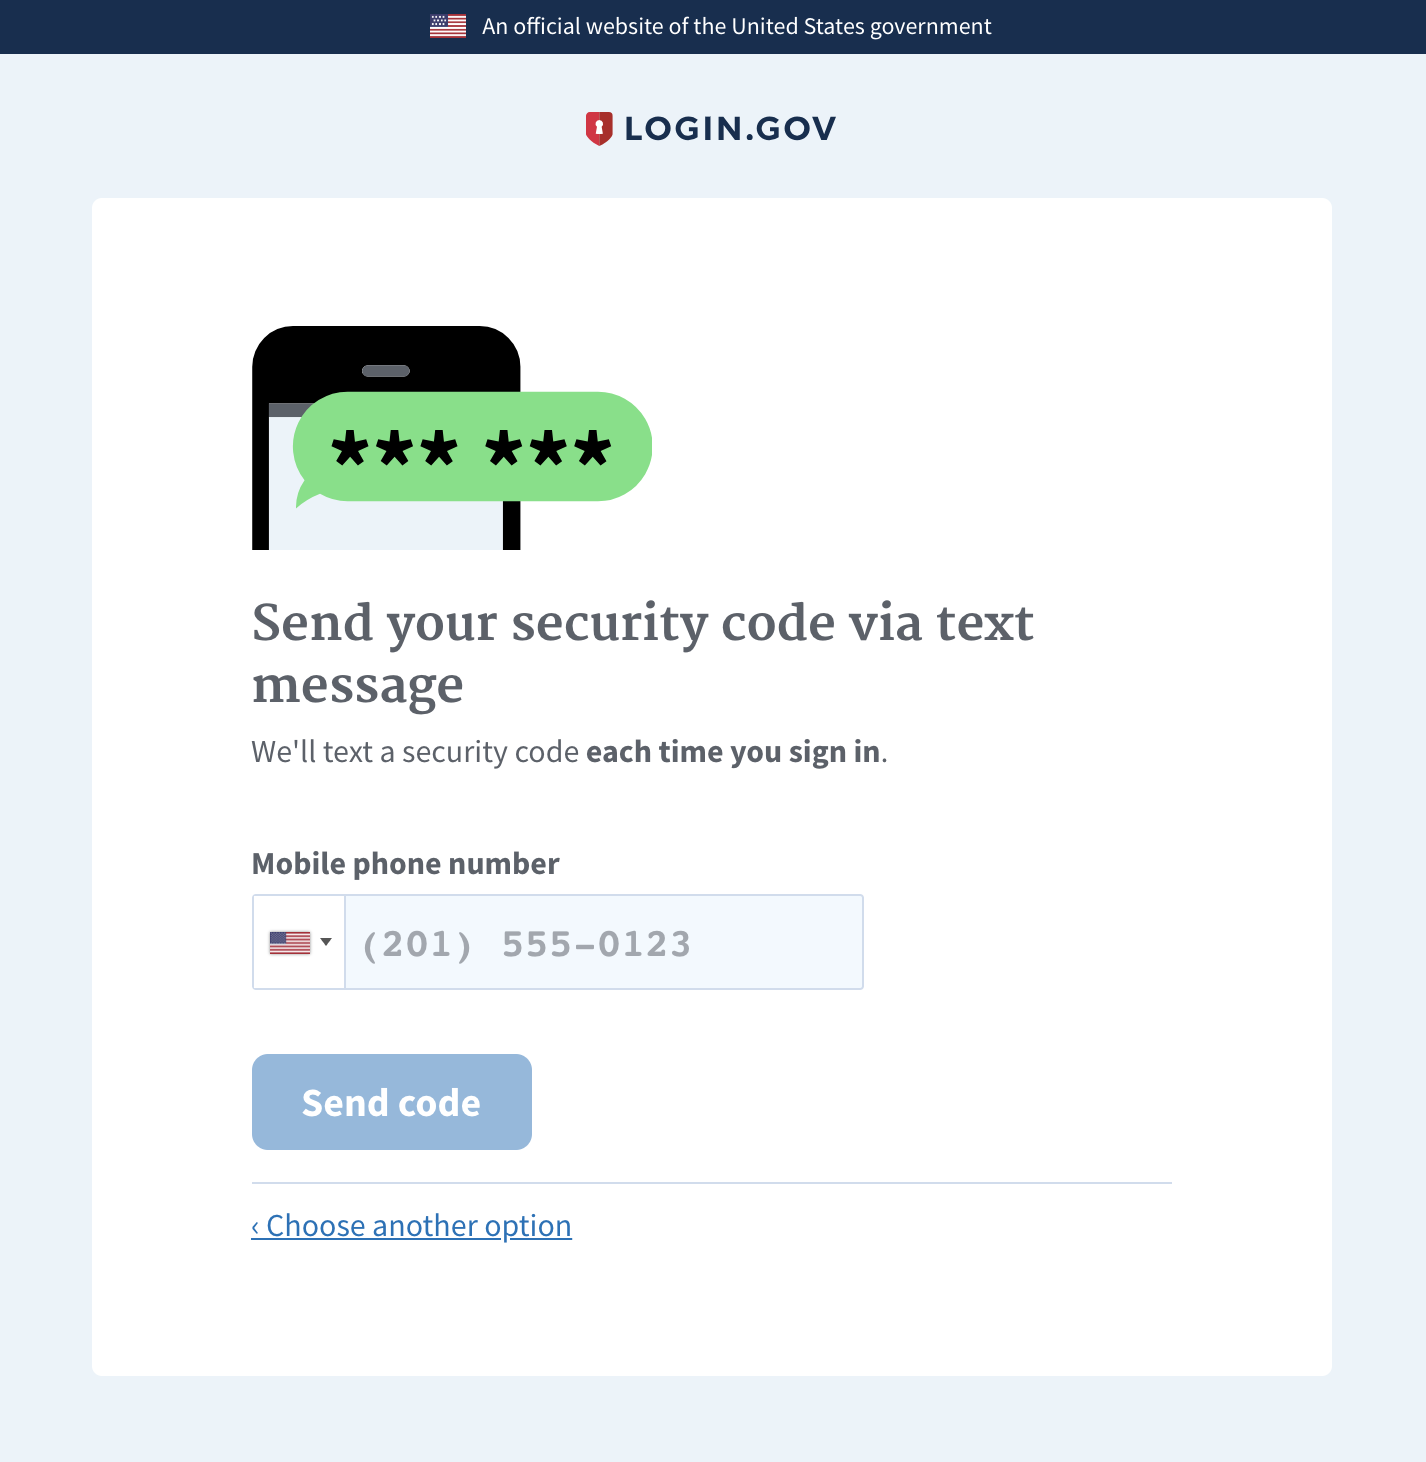 An official website of the United States government
LOGIN.GOV
*** ***
Send your security code via text
message
We'll text a security code each time you sign in.
Mobile phone number
(201) 555-0123
Send code
‹ Choose another option